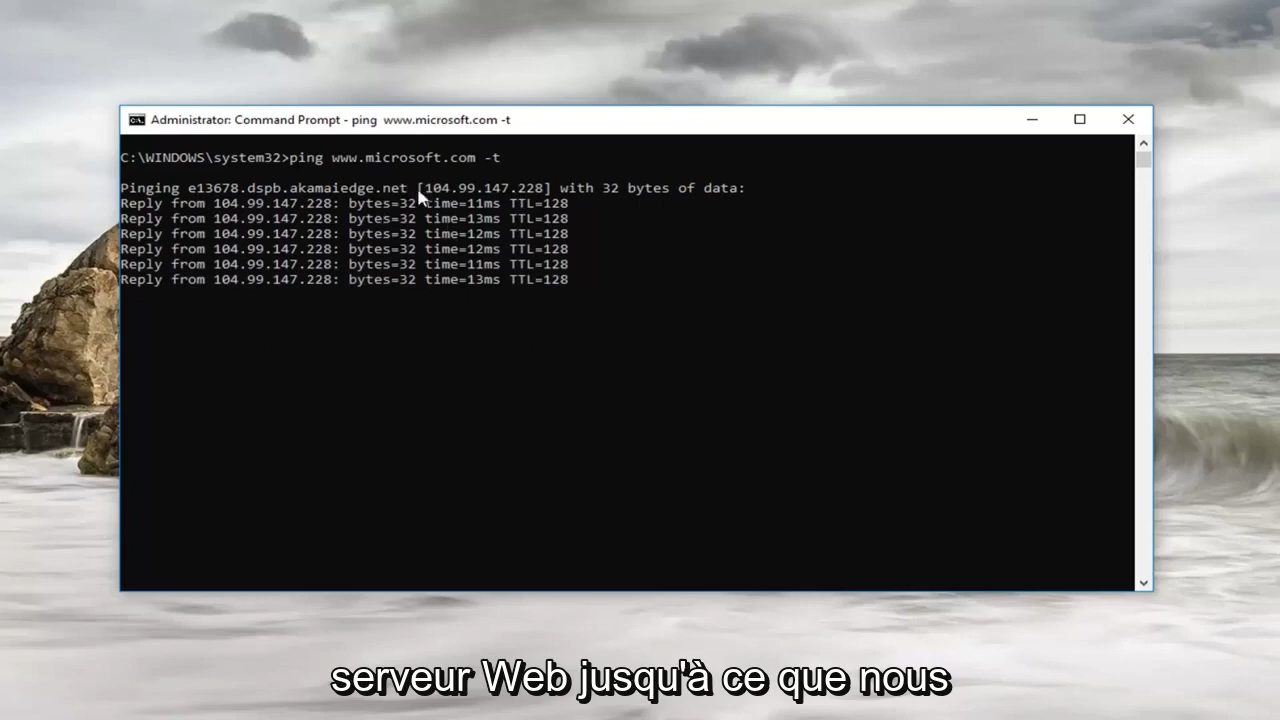 Administrator: Command Prompt - ping  www.microsoft.com -t
C:\WINDOWS\system32>ping www.microsoft.com -t
Pinging e13678.dspb.akamaiedge.net [104.99.147.228] with 32 bytes of data:
Reply from 104.99.147.228: bytes=32 time=11ms TTL=128
Reply from 104.99.147.228: bytes=32 time=13ms TTL=128
Reply from 104.99.147.228: bytes=32 time=12ms TTL=128
Reply from 104.99.147.228: bytes=32 time=12ms TTL=128
Reply from 104.99.147.228: bytes=32 time=11ms TTL=128
Reply from 104.99.147.228: bytes=32 time=13ms TTL=128
serveur Web jusqu'à ce que nous